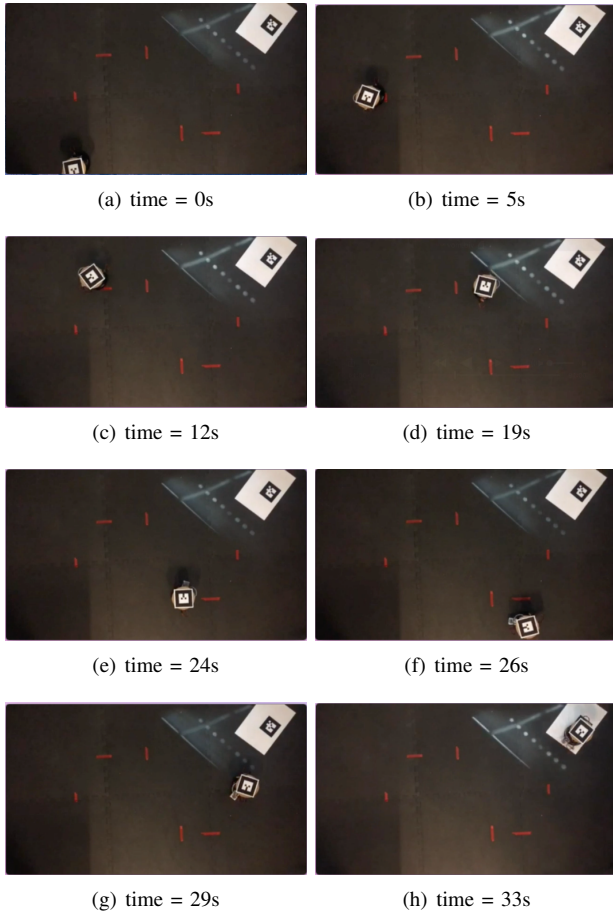 (a) time = 0s
(b) time = 5s
(c) time = 12s
(d) time = 19s
(e) time = 24s
(f) time = 26s
(g) time = 29s
(h) time = 33s